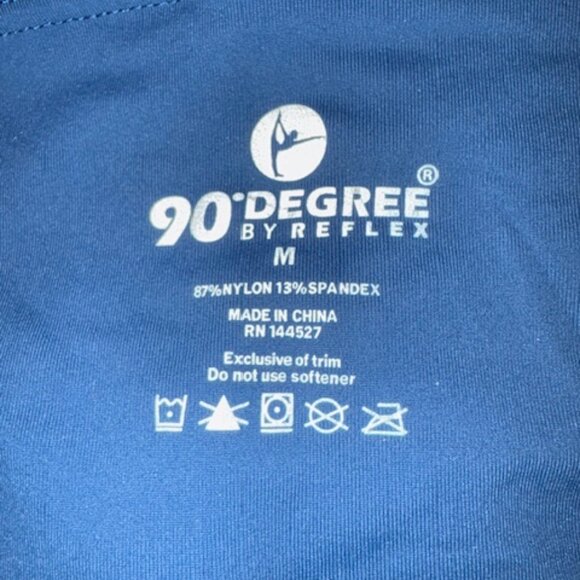 90°DEGREE®
BY REFLEX
M
87%NYLON 13%SPANDEX
MADE IN CHINA
RN 144527
Exclusive of trim
Do not use softener